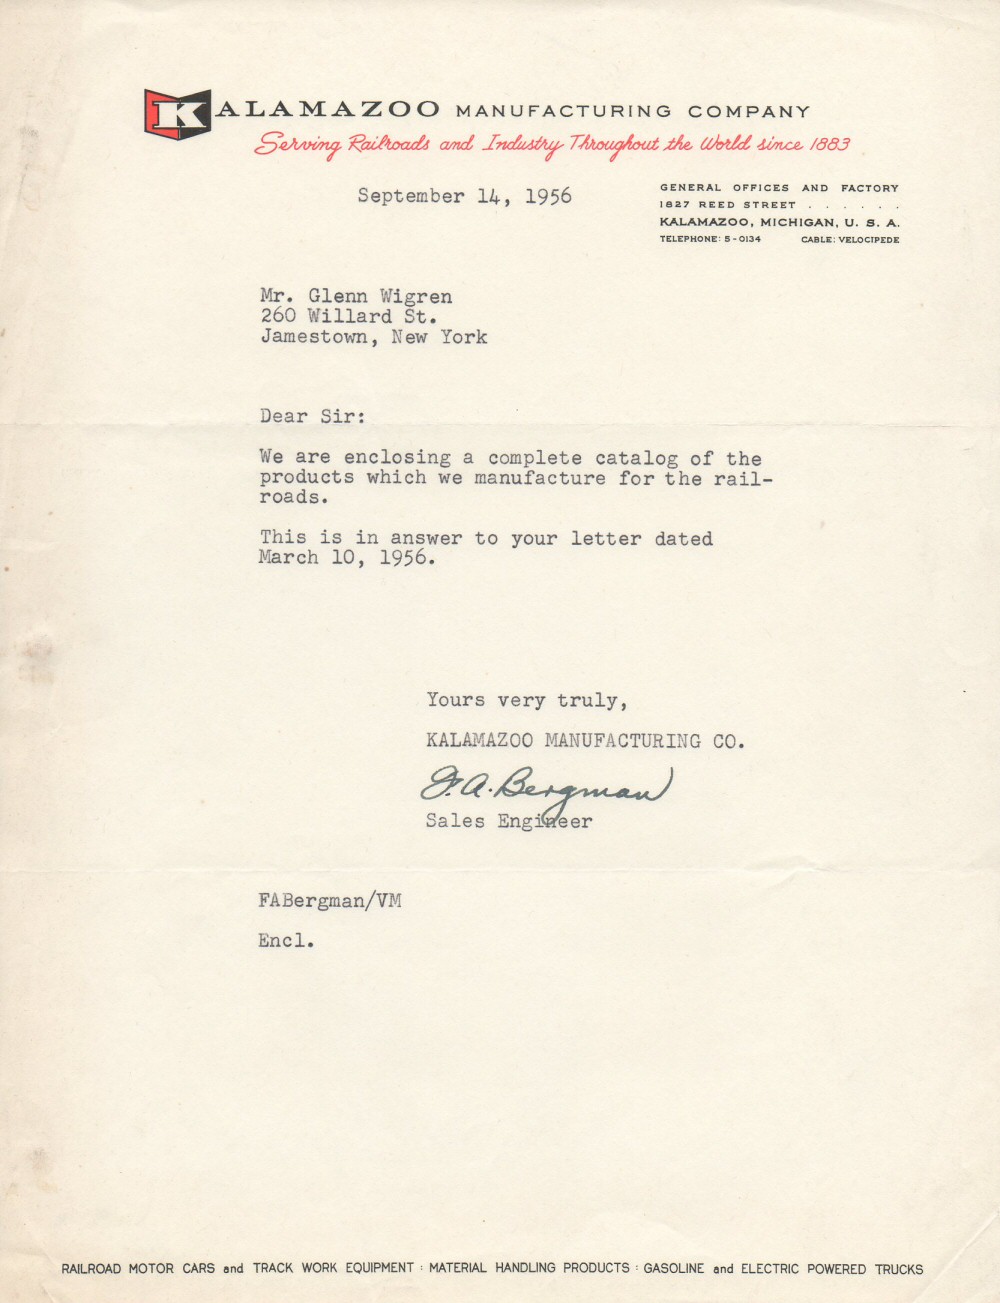 KALAMAZOO MANUFACTURING COMPANY
Serving Railroads and Industry Throughout the World since 1883
September 14, 1956
GENERAL OFFICES AND FACTORY
1827 REED STREET . . . . . .
KALAMAZOO, MICHIGAN, U. S. A.
TELEPHONE: 5-0134 CABLE: VELOCIPEDE
Mr. Glenn Wigren
260 Willard St.
Jamestown, New York
Dear Sir:
We are enclosing a complete catalog of the
products which we manufacture for the rail-
roads.
This is in answer to your letter dated
March 10, 1956.
Yours very truly,
KALAMAZOO MANUFACTURING CO.
F.A. Bergman
Sales Engineer
FABergman/VM
Encl.
RAILROAD MOTOR CARS and TRACK WORK EQUIPMENT : MATERIAL HANDLING PRODUCTS : GASOLINE and ELECTRIC POWERED TRUCKS